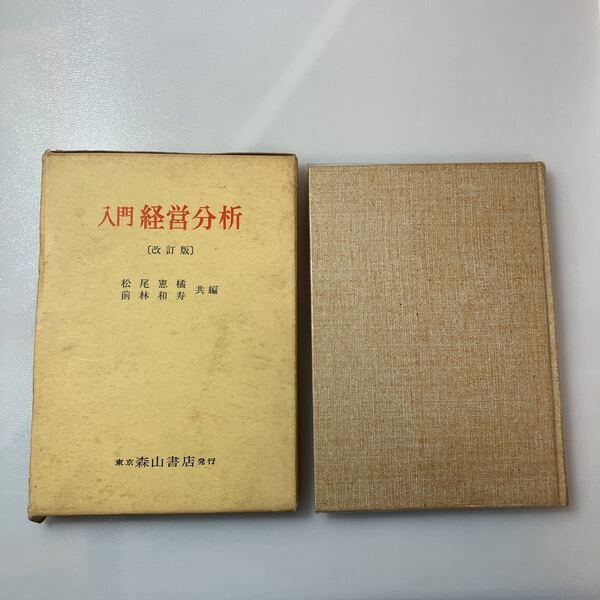 入門 経営分析
〔改訂版〕
松尾憲橘
前林和寿 共編
東京 森山書店 発行